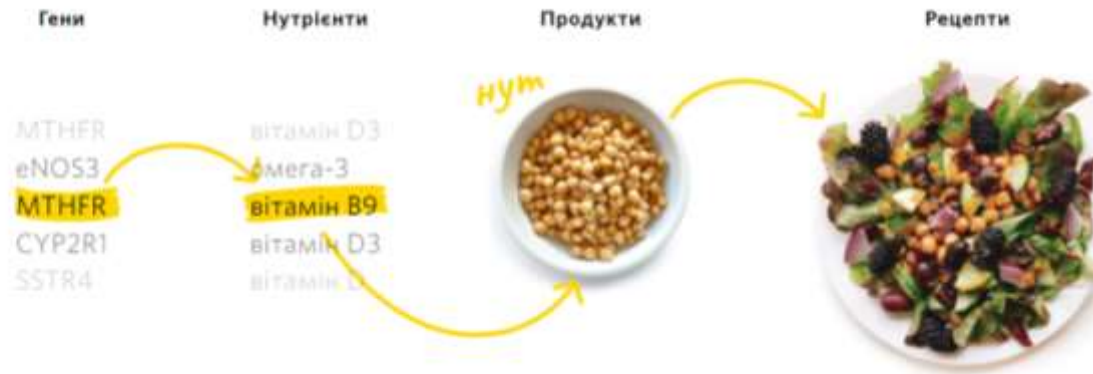 Гени
Нутрієнти
Продукти
Рецепти
нут
MTHFR
eNOS3
MTHFR
CYP2R1
SSTR4
вітамін D3
омега-3
вітамін B9
вітамін D3
вітамін D